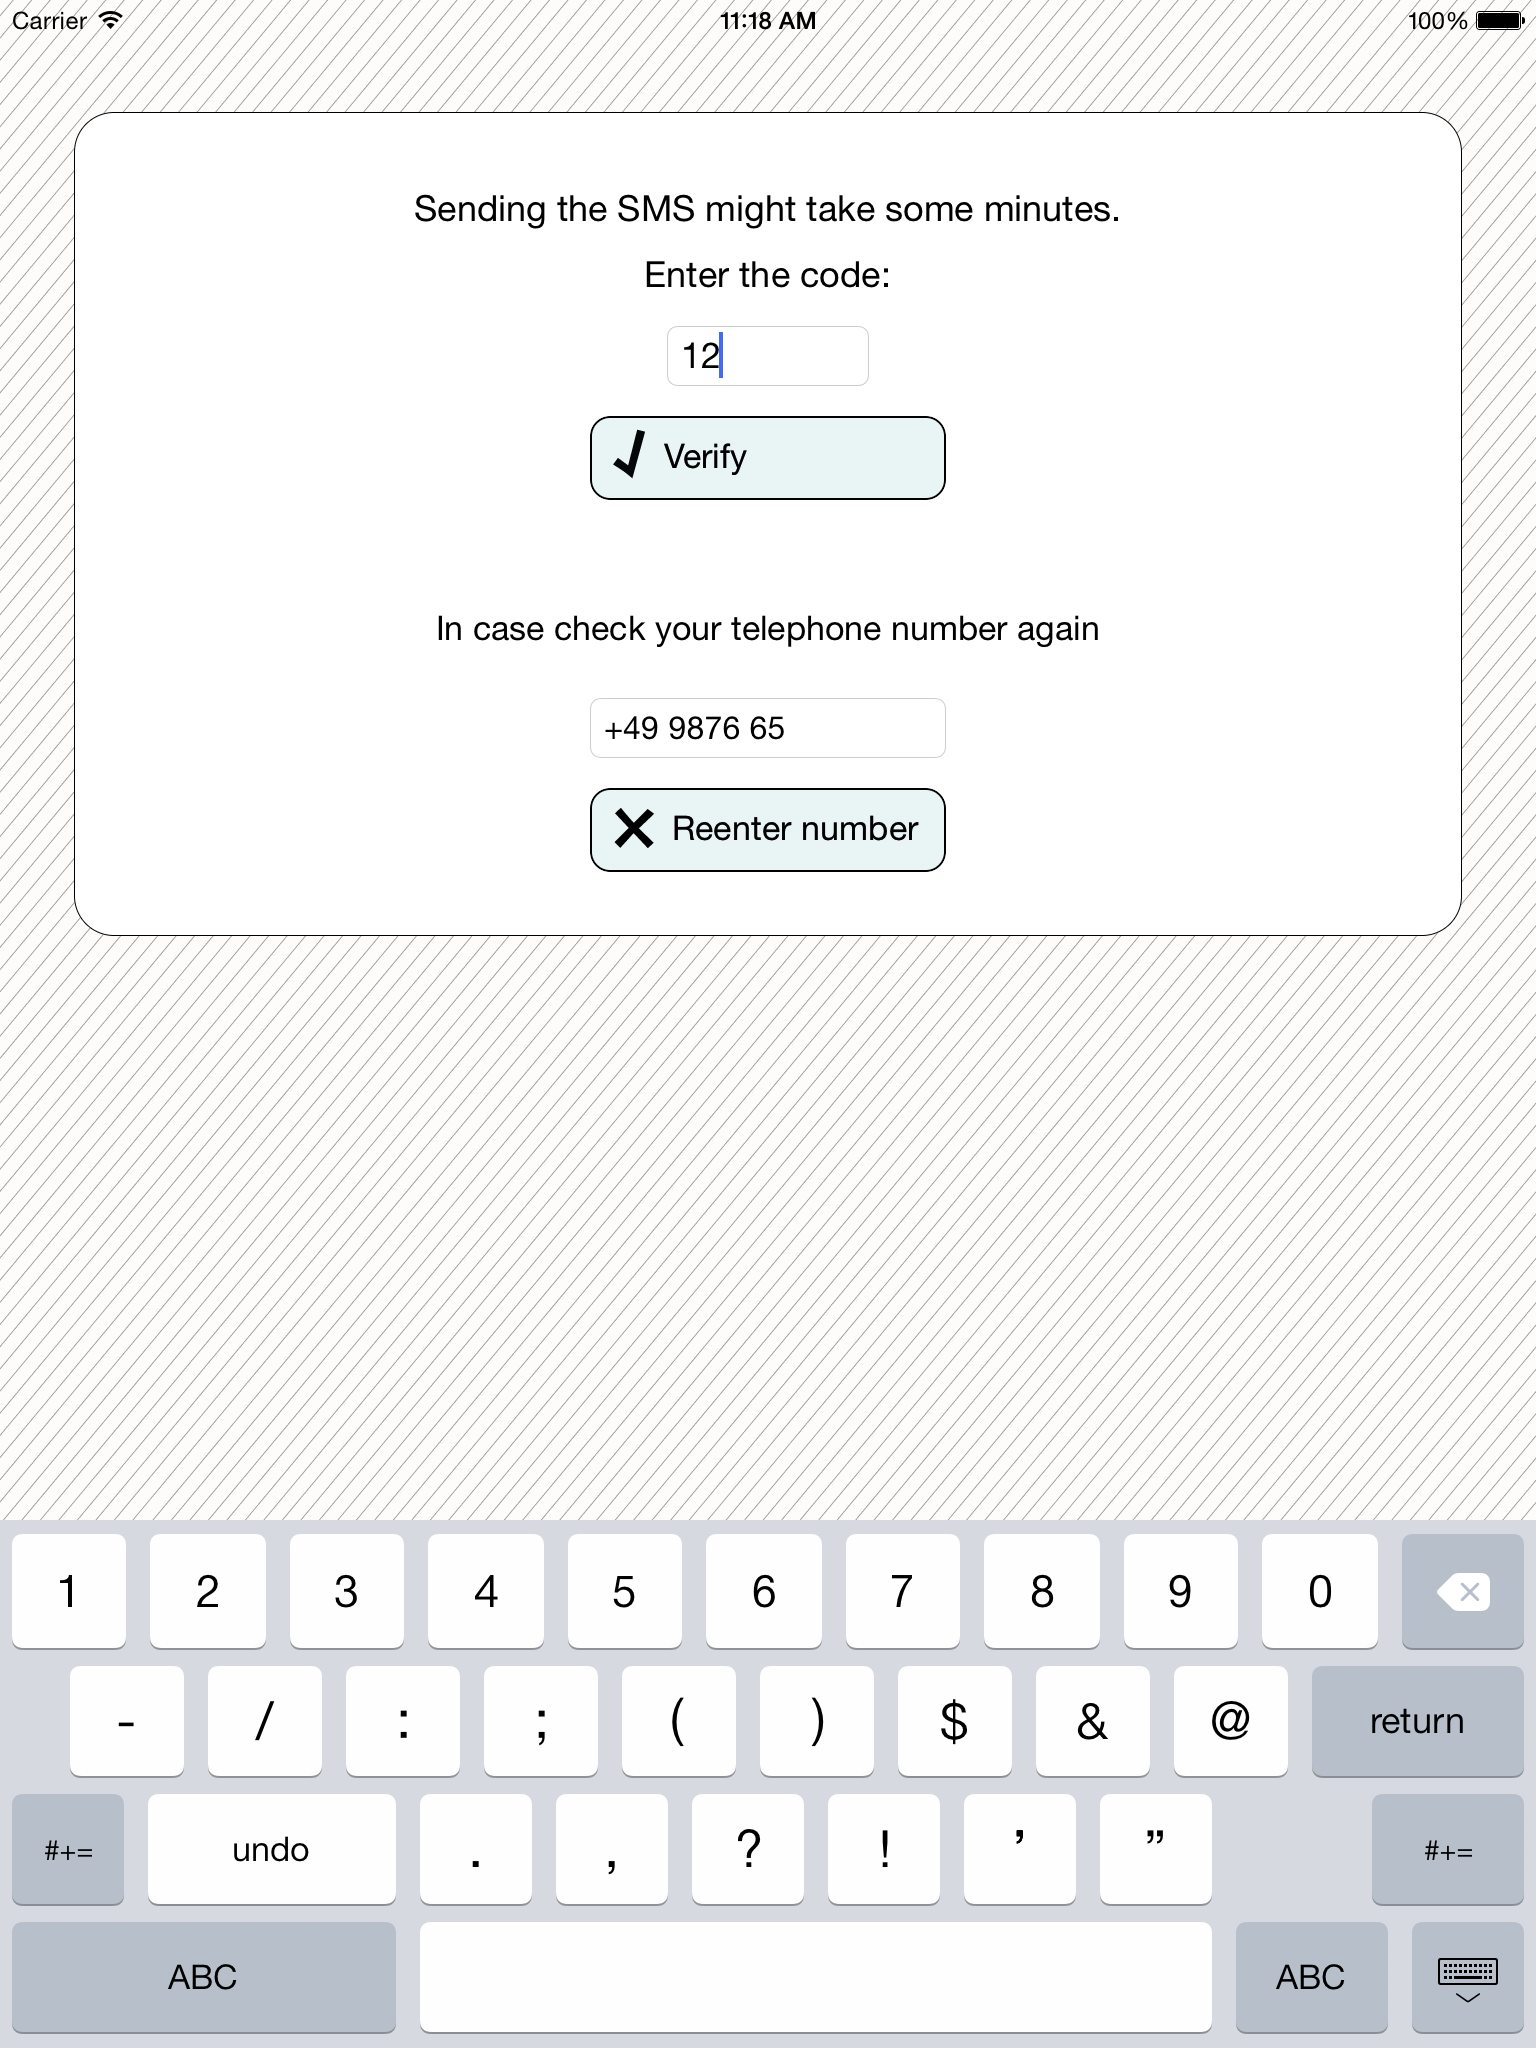 Carrier 11:18 AM 100%
Sending the SMS might take some minutes.
Enter the code:
12
Verify
In case check your telephone number again
+49 9876 65
Reenter number
1 2 3 4 5 6 7 8 9 0
- / : ; ( ) $ & @ return
#+= undo . , ? ! ’ ” #+=
ABC ABC